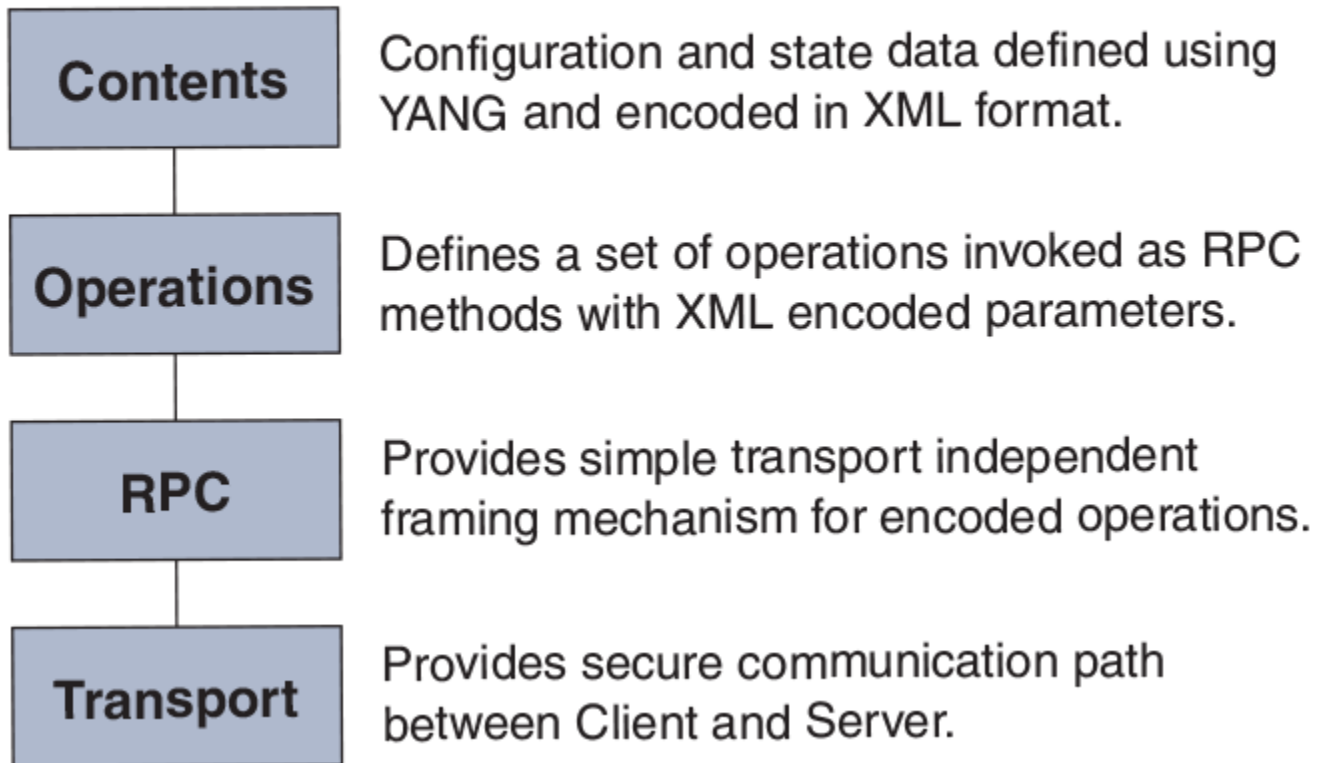 Contents
Configuration and state data defined using
YANG and encoded in XML format.
Operations
Defines a set of operations invoked as RPC
methods with XML encoded parameters.
RPC
Provides simple transport independent
framing mechanism for encoded operations.
Transport
Provides secure communication path
between Client and Server.